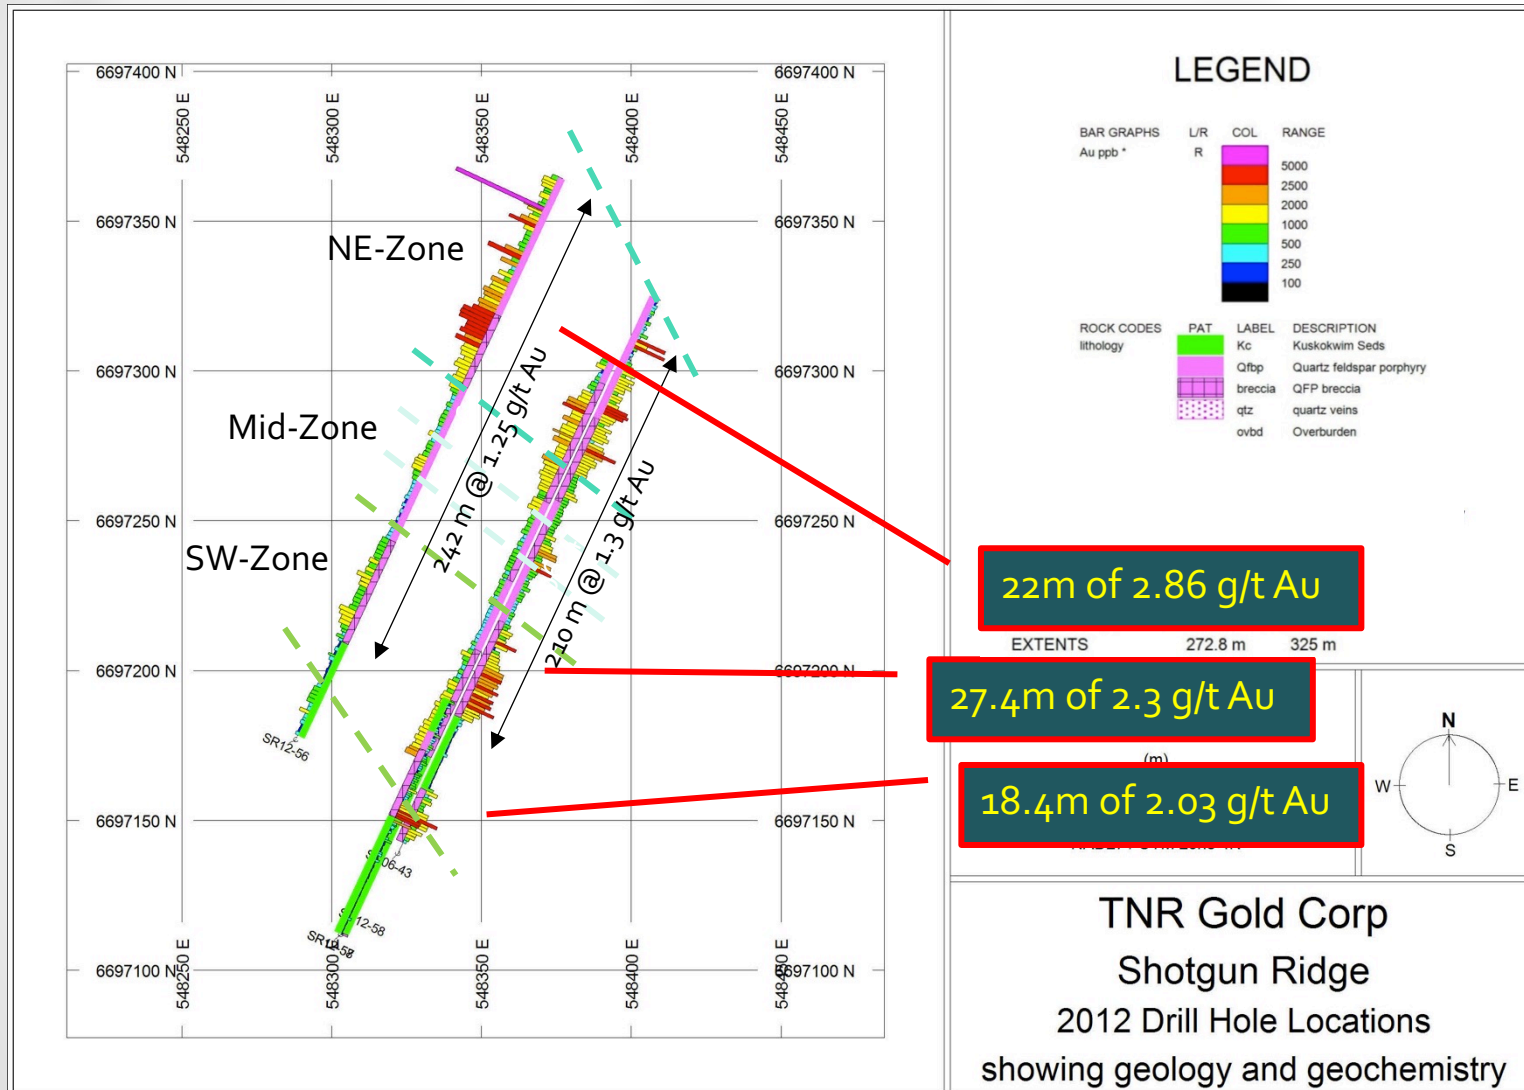 6697400 N
6697400 N
548250 E
548300 E
548350 E
548400 E
548450 E
6697350 N
6697350 N
NE-Zone
6697300 N
6697300 N
Mid-Zone
242 m @ 1.25 g/t Au
210 m @ 1.3 g/t Au
6697250 N
6697250 N
SW-Zone
6697200 N
6697200 N
SR12-56
6697150 N
6697150 N
06-43
12-58
SR12-57
6697100 N
6697100 N
548250 E
548300 E
548350 E
548400 E
548450 E
LEGEND
BAR GRAPHS L/R COL RANGE
Au ppb * R
5000
2500
2000
1000
500
250
100
ROCK CODES PAT LABEL DESCRIPTION
lithology Kc Kuskokwim Seds
Qfbp Quartz feldspar porphyry
breccia QFP breccia
qtz quartz veins
ovbd Overburden
22m of 2.86 g/t Au
EXTENTS 272.8 m 325 m
27.4m of 2.3 g/t Au
(m)
18.4m of 2.03 g/t Au
N
W E
S
TNR Gold Corp
Shotgun Ridge
2012 Drill Hole Locations
showing geology and geochemistry